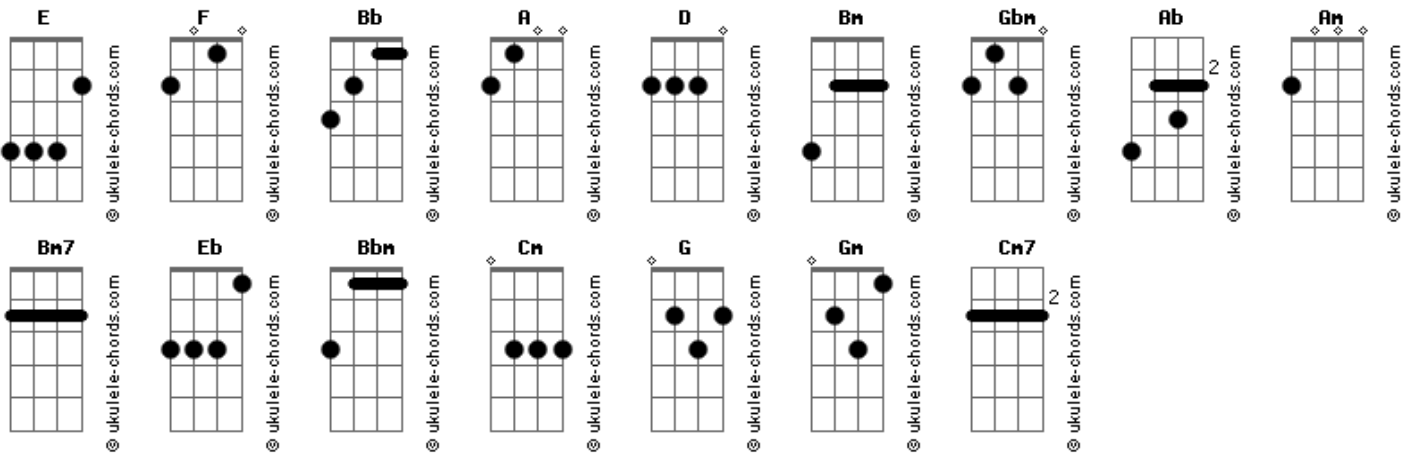 E F Bb A D Bm Gbm Ab Am
2
© ukulele-chords.com © ukulele-chords.com © ukulele-chords.com © ukulele-chords.com © ukulele-chords.com © ukulele-chords.com © ukulele-chords.com © ukulele-chords.com © ukulele-chords.com
Bm7 Eb Bbm Cm G Gm Cm7
2
© ukulele-chords.com © ukulele-chords.com © ukulele-chords.com © ukulele-chords.com © ukulele-chords.com © ukulele-chords.com © ukulele-chords.com